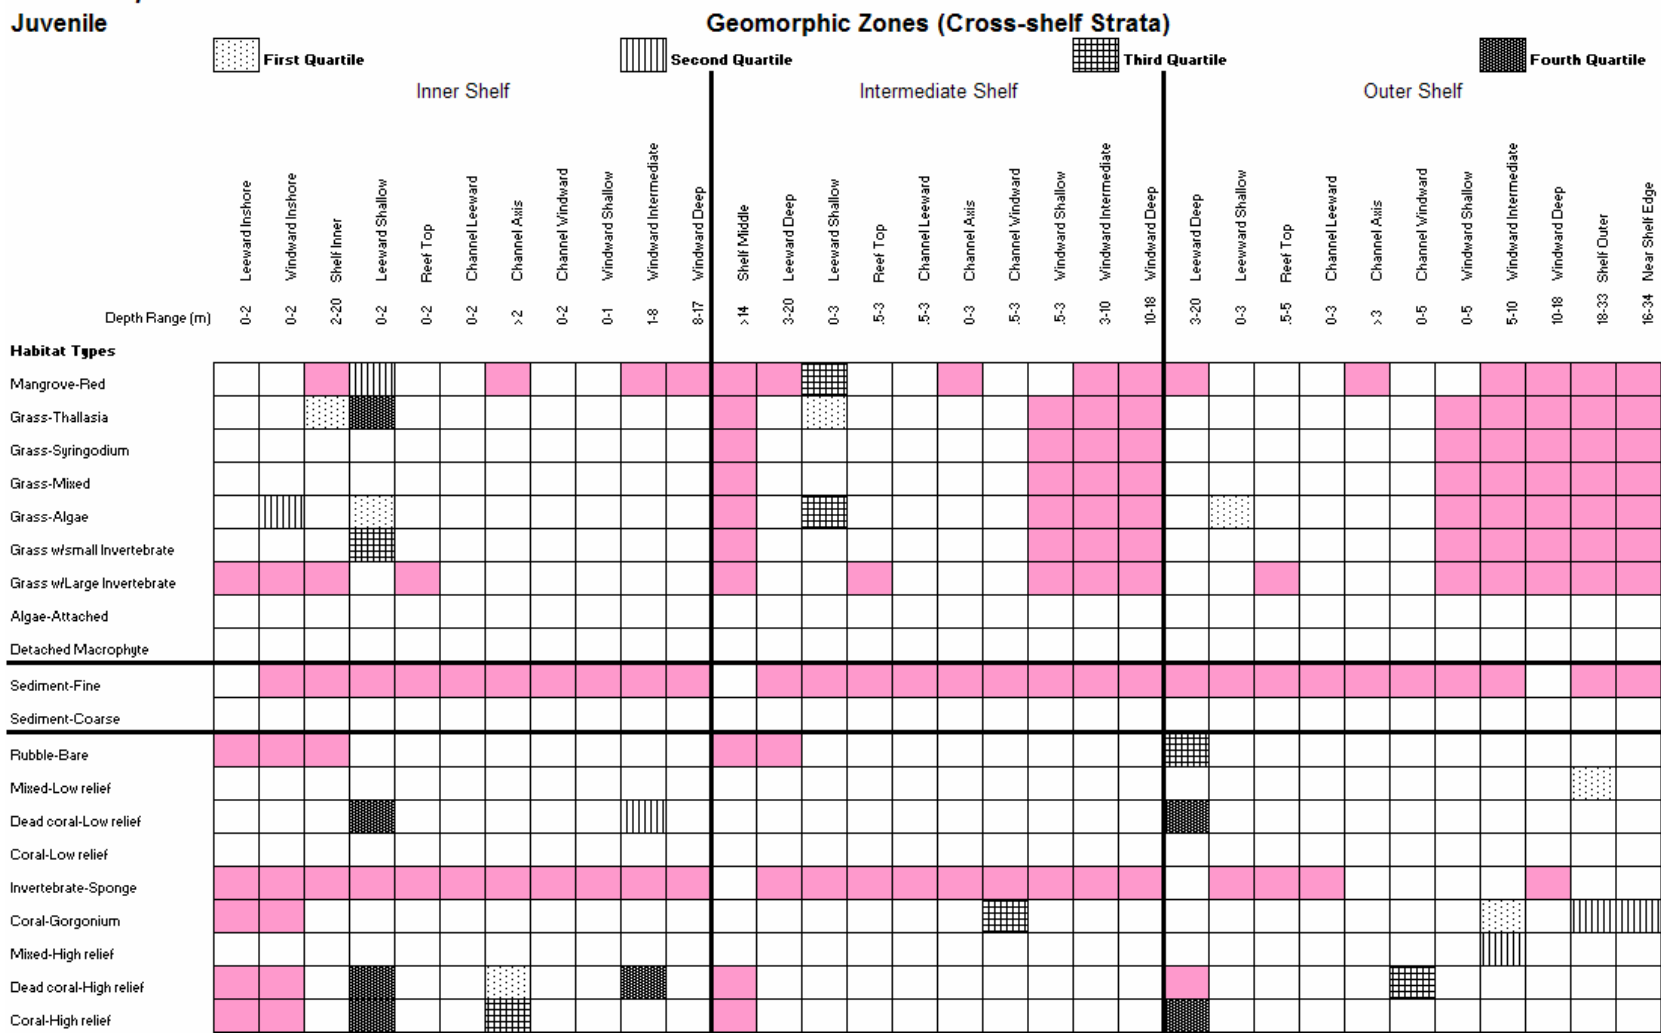 Juvenile
Geomorphic Zones (Cross-shelf Strata)
First Quartile
Second Quartile
Third Quartile
Fourth Quartile
Inner Shelf
Intermediate Shelf
Outer Shelf
Leeward Inshore
Windward Inshore
Shelf Inner
Leeward Shallow
Reef Top
Channel Leeward
Channel Axis
Channel Windward
Windward Shallow
Windward Intermediate
Windward Deep
Shelf Middle
Leeward Deep
Leeward Shallow
Reef Top
Channel Leeward
Channel Axis
Channel Windward
Windward Shallow
Windward Intermediate
Windward Deep
Leeward Deep
Leeward Shallow
Reef Top
Channel Leeward
Channel Axis
Channel Windward
Windward Shallow
Windward Intermediate
Windward Deep
Shelf Outer
Near Shelf Edge
Depth Range (m)
0-2
0-2
2-20
0-2
0-2
0-2
>2
0-2
0-1
1-8
8-17
>14
3-20
0-3
.5-3
.5-3
0-3
.5-3
.5-3
3-10
10-18
3-20
0-3
.5-5
0-3
>3
0-5
0-5
5-10
10-18
18-33
16-34
Habitat Types
Mangrove-Red
Grass-Thallasia
Grass-Syringodium
Grass-Mixed
Grass-Algae
Grass w/small Invertebrate
Grass w/Large Invertebrate
Algae-Attached
Detached Macrophyte
Sediment-Fine
Sediment-Coarse
Rubble-Bare
Mixed-Low relief
Dead coral-Low relief
Coral-Low relief
Invertebrate-Sponge
Coral-Gorgonium
Mixed-High relief
Dead coral-High relief
Coral-High relief